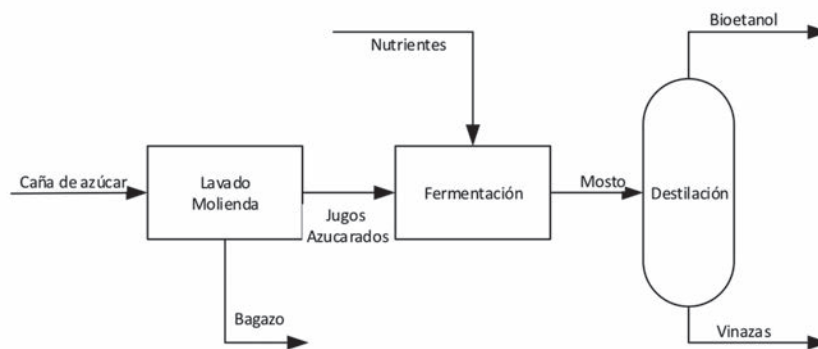 Bioetanol
Nutrientes
Caña de azúcar
Lavado
Molienda
Jugos
Azucarados
Fermentación
Mosto
Destilación
Bagazo
Vinazas